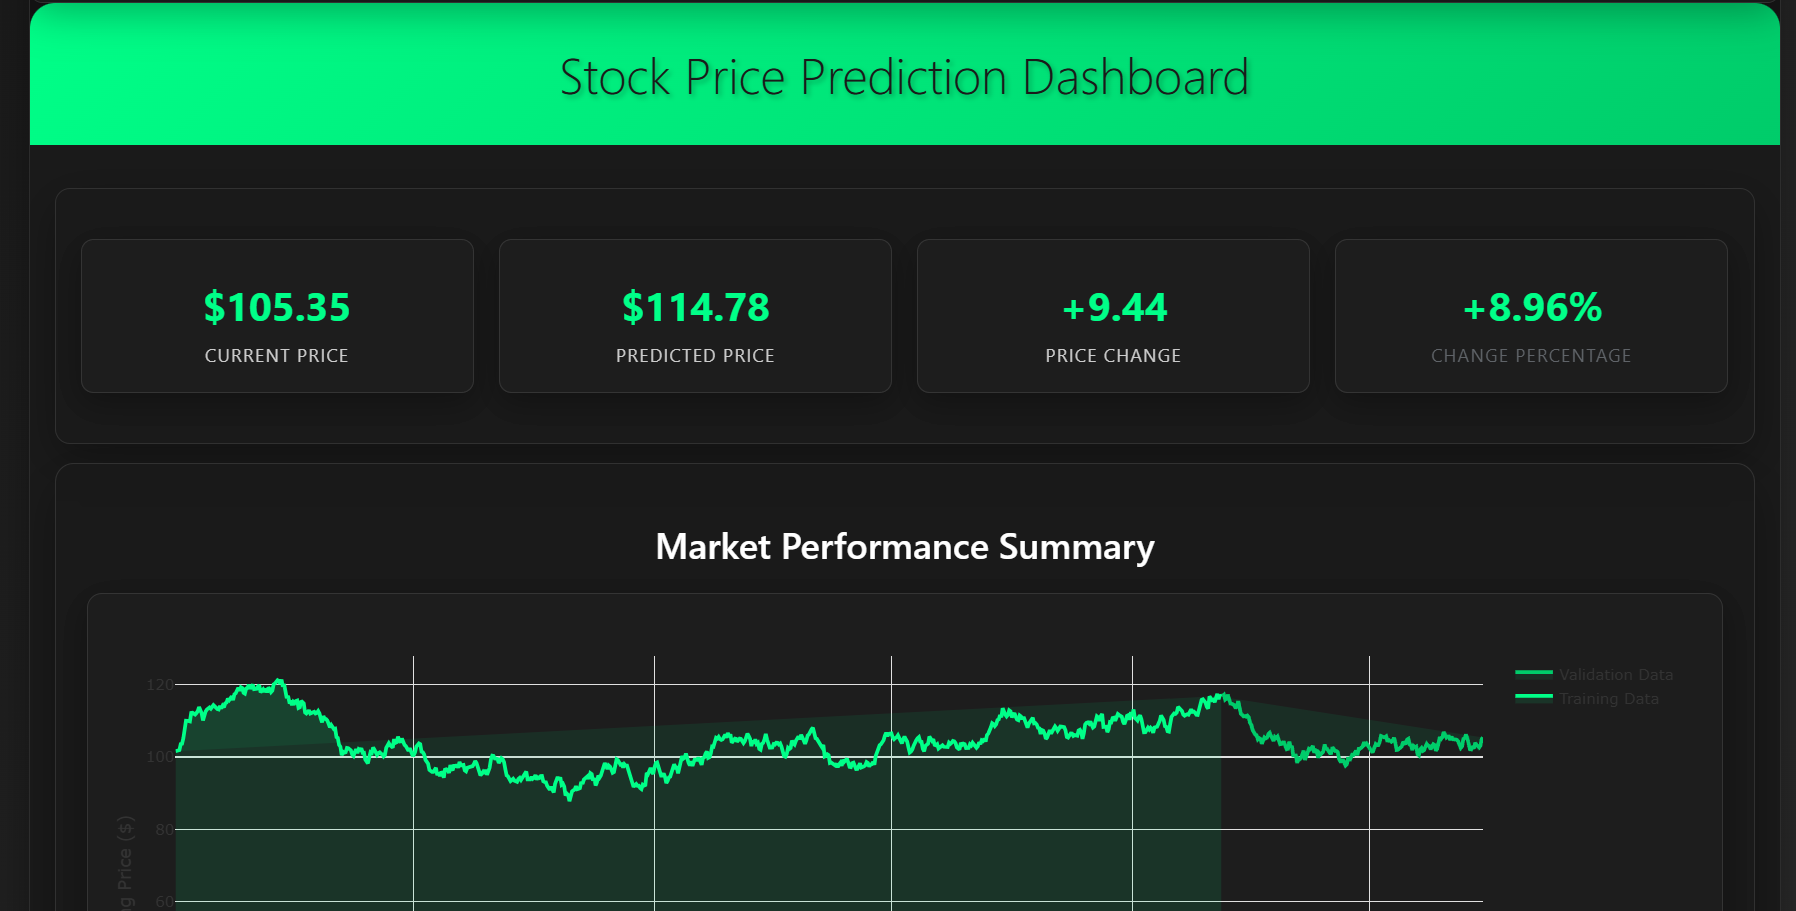 Stock Price Prediction Dashboard
$105.35
CURRENT PRICE
$114.78
PREDICTED PRICE
+9.44
PRICE CHANGE
+8.96%
CHANGE PERCENTAGE
Market Performance Summary
Validation Data
Training Data
120
100
80
60
Price ($)